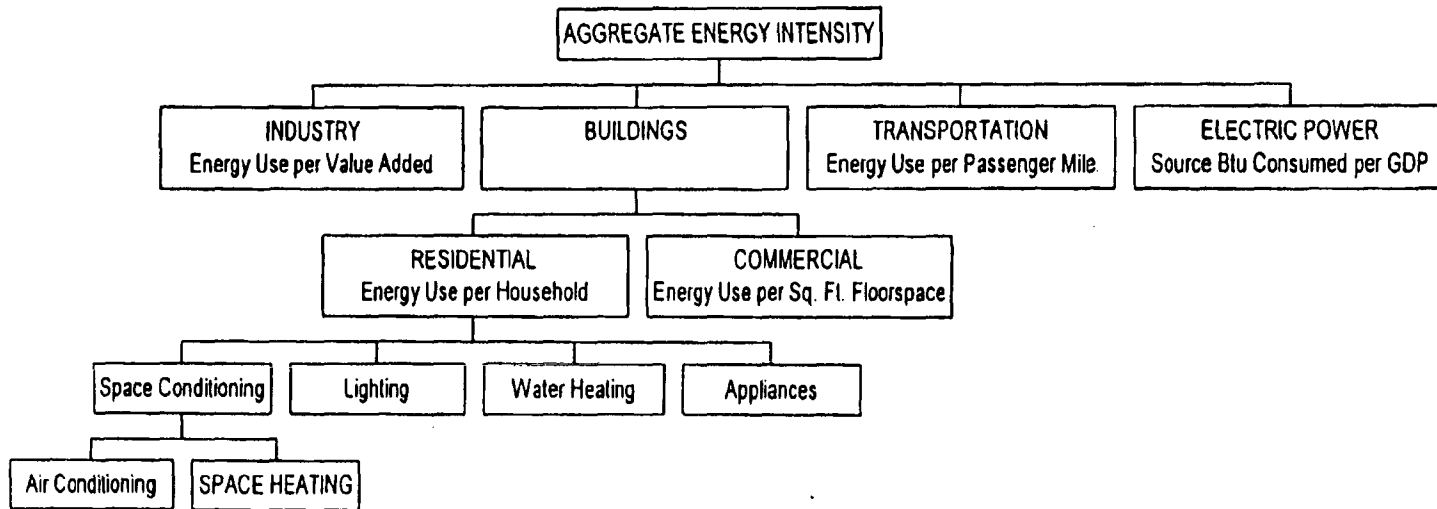 AGGREGATE ENERGY INTENSITY
INDUSTRY
Energy Use per Value Added
BUILDINGS
TRANSPORTATION
Energy Use per Passenger Mile
ELECTRIC POWER
Source Btu Consumed per GDP
RESIDENTIAL
Energy Use per Household
COMMERCIAL
Energy Use per Sq. Ft. Floorspace
Space Conditioning
Lighting
Water Heating
Appliances
Air Conditioning
SPACE HEATING